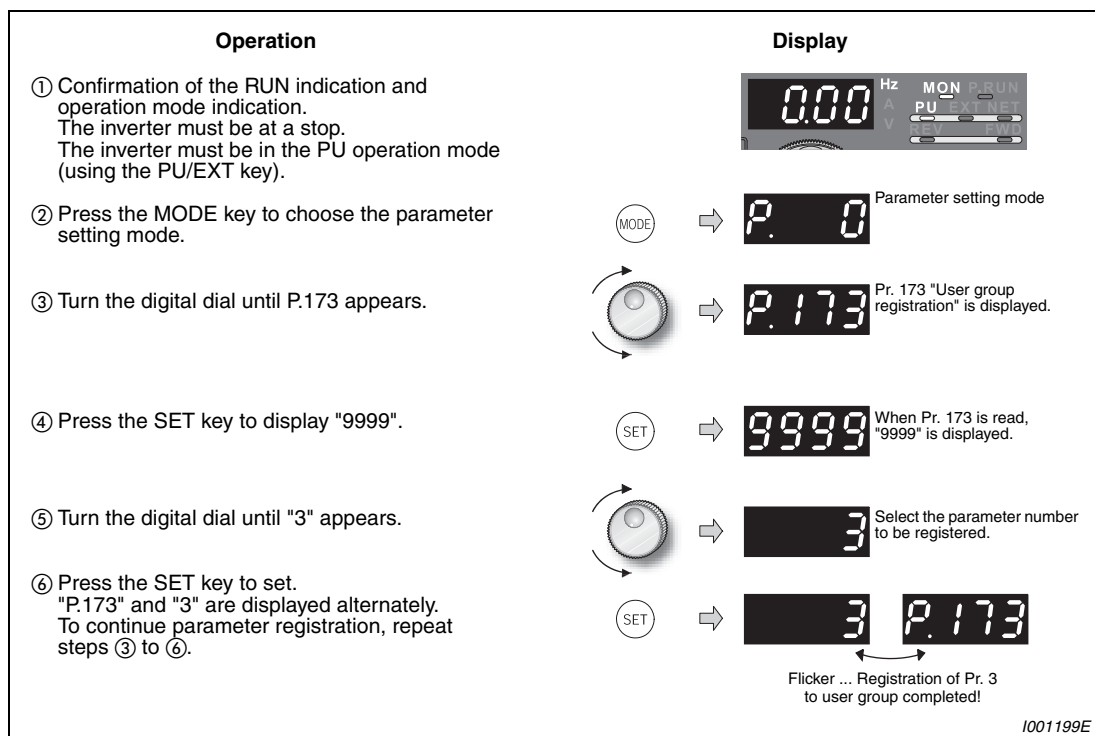 Operation
Display
① Confirmation of the RUN indication and
operation mode indication.
The inverter must be at a stop.
The inverter must be in the PU operation mode
(using the PU/EXT key).
0.00
Hz
A
V
MON P.RUN
PU EXT NET
REV FWD
② Press the MODE key to choose the parameter
setting mode.
MODE
P. 0
Parameter setting mode
③ Turn the digital dial until P.173 appears.
P.173
Pr. 173 "User group
registration" is displayed.
④ Press the SET key to display "9999".
SET
9999
When Pr. 173 is read,
"9999" is displayed.
⑤ Turn the digital dial until "3" appears.
3
Select the parameter number
to be registered.
⑥ Press the SET key to set.
"P.173" and "3" are displayed alternately.
To continue parameter registration, repeat
steps ③ to ⑥.
SET
3 P.173
Flicker ... Registration of Pr. 3
to user group completed!
I001199E